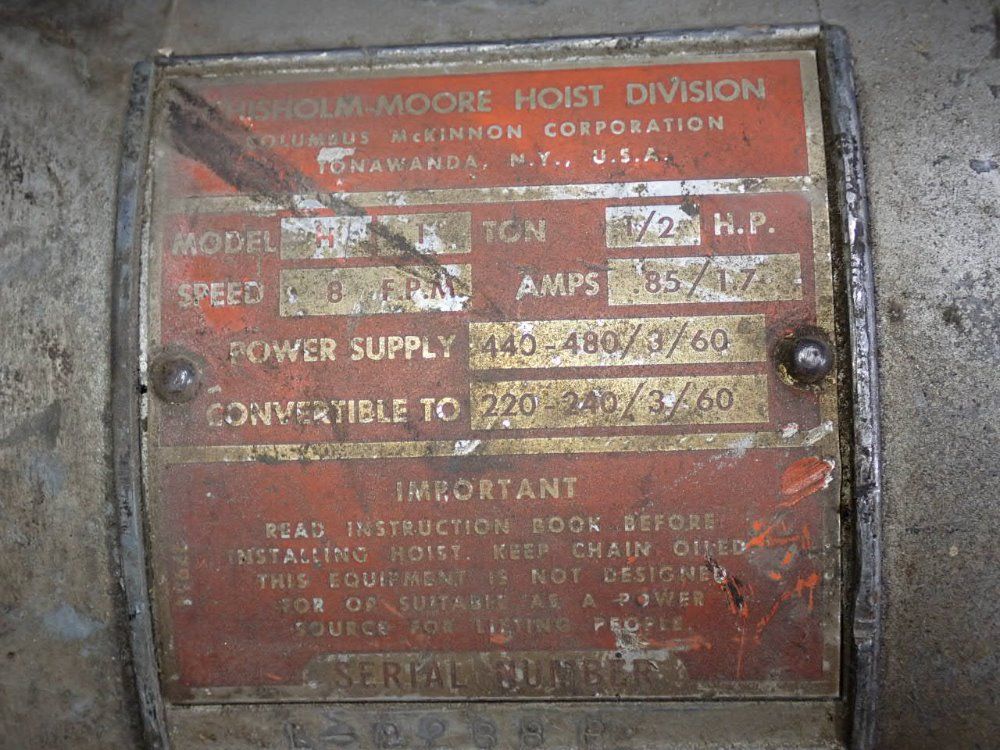 HISHOLM-MOORE HOIST DIVISION
COLUMBUS McKINNON CORPORATION
TONAWANDA, N.Y., U.S.A.
MODEL H 1 TON 1/2 H.P.
SPEED 8 F.P.M. AMPS .85/1.7
POWER SUPPLY 440-480/3/60
CONVERTIBLE TO 220-240/3/60
IMPORTANT
READ INSTRUCTION BOOK BEFORE
INSTALLING HOIST. KEEP CHAIN OILED.
THIS EQUIPMENT IS NOT DESIGNED
FOR OR SUITABLE AS A POWER
SOURCE FOR LIFTING PEOPLE.
SERIAL NUMBER